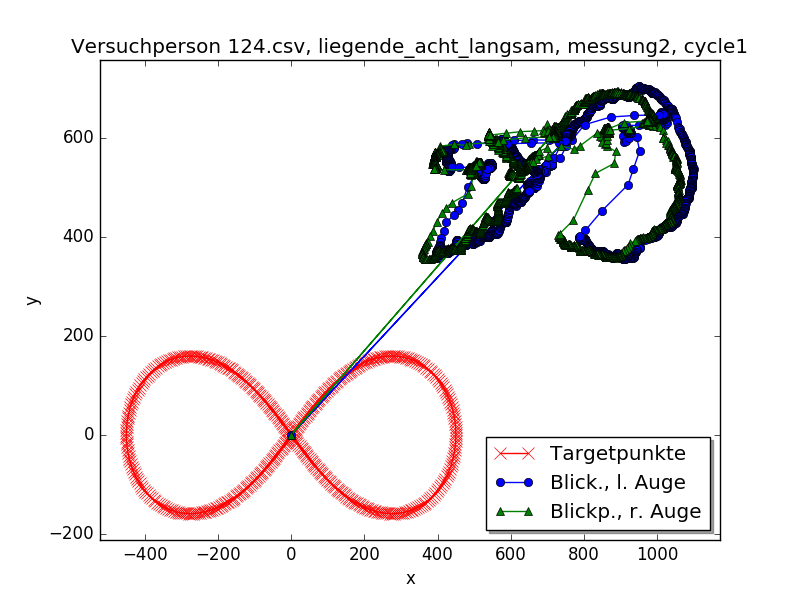 Versuchperson 124.csv, liegende_acht_langsam, messung2, cycle1
y
600
400
200
0
−200
−400
−200
0
200
400
600
800
1000
x
Targetpunkte
Blick., l. Auge
Blickp., r. Auge